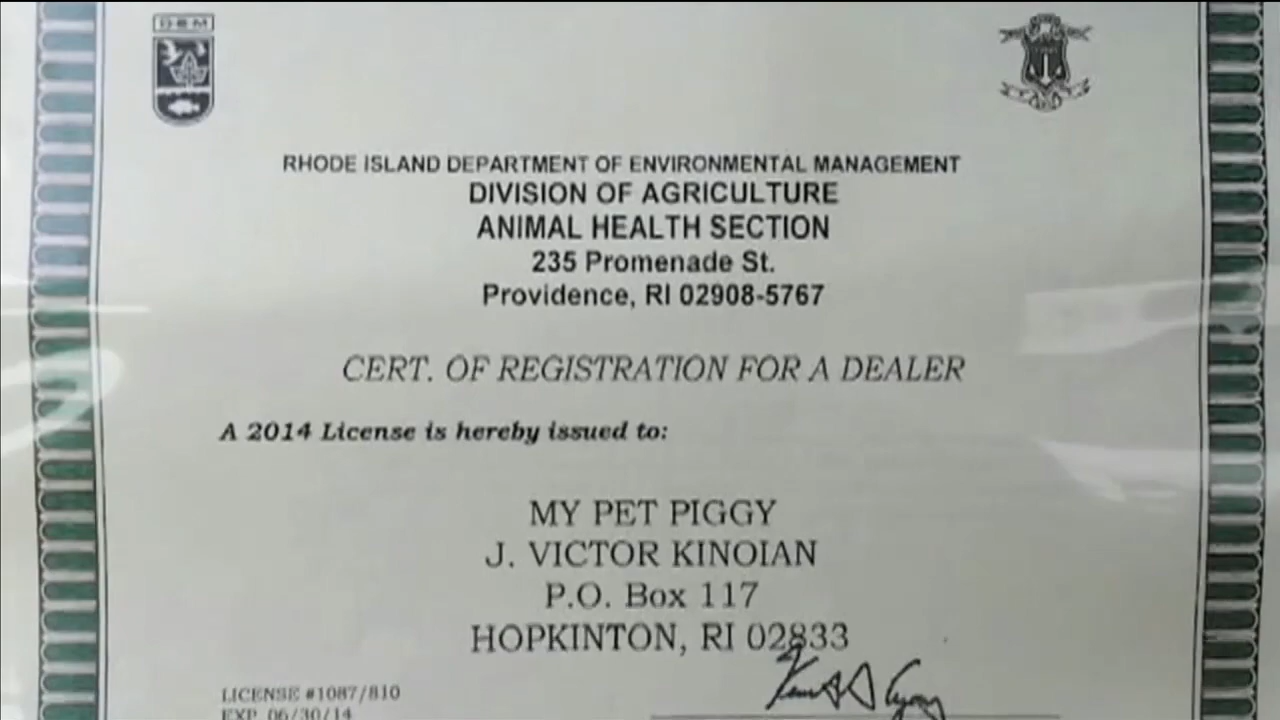 DEM
RHODE ISLAND DEPARTMENT OF ENVIRONMENTAL MANAGEMENT
DIVISION OF AGRICULTURE
ANIMAL HEALTH SECTION
235 Promenade St.
Providence, RI 02908-5767
CERT. OF REGISTRATION FOR A DEALER
A 2014 License is hereby issued to:
MY PET PIGGY
J. VICTOR KINOIAN
P.O. Box 117
HOPKINTON, RI 02833
LICENSE #1087/810
EXP. 06/30/14